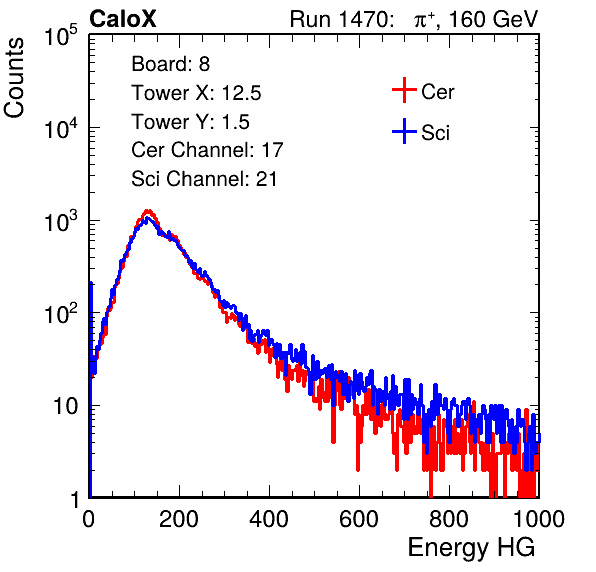 CaloX Run 1470: π⁺, 160 GeV
Counts
10⁵
10⁴
10³
10²
10
1
Board: 8
Tower X: 12.5
Tower Y: 1.5
Cer Channel: 17
Sci Channel: 21
Cer
Sci
0 200 400 600 800 1000
Energy HG